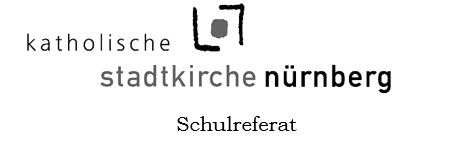 katholische
stadtkirche nürnberg
Schulreferat